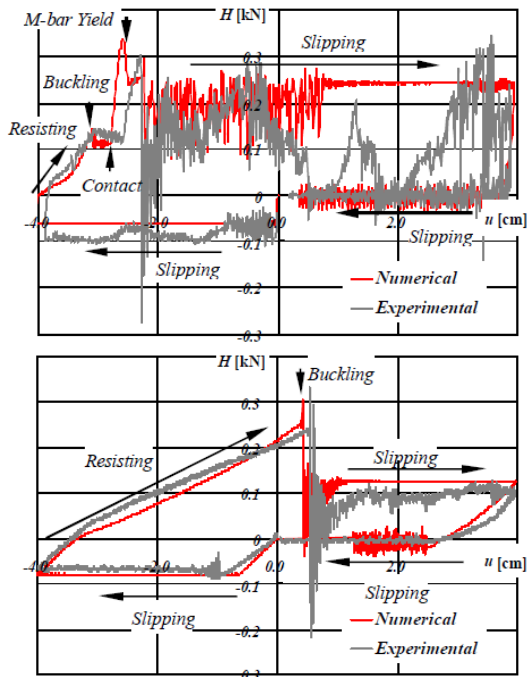 M-bar Yield
H [kN]
0.3
Slipping
Buckling
0.2
Resisting
0.1
Contact
0
-4.0
-2.0
0.0
2.0
u [cm]
-0.1
Slipping
Slipping
-0.2
Numerical
Experimental
-0.3
H [kN]
Buckling
0.3
Resisting
0.2
Slipping
0.1
0
-4.0
-2.0
0.0
2.0
u [cm]
-0.1
Slipping
Slipping
-0.2
Numerical
Experimental